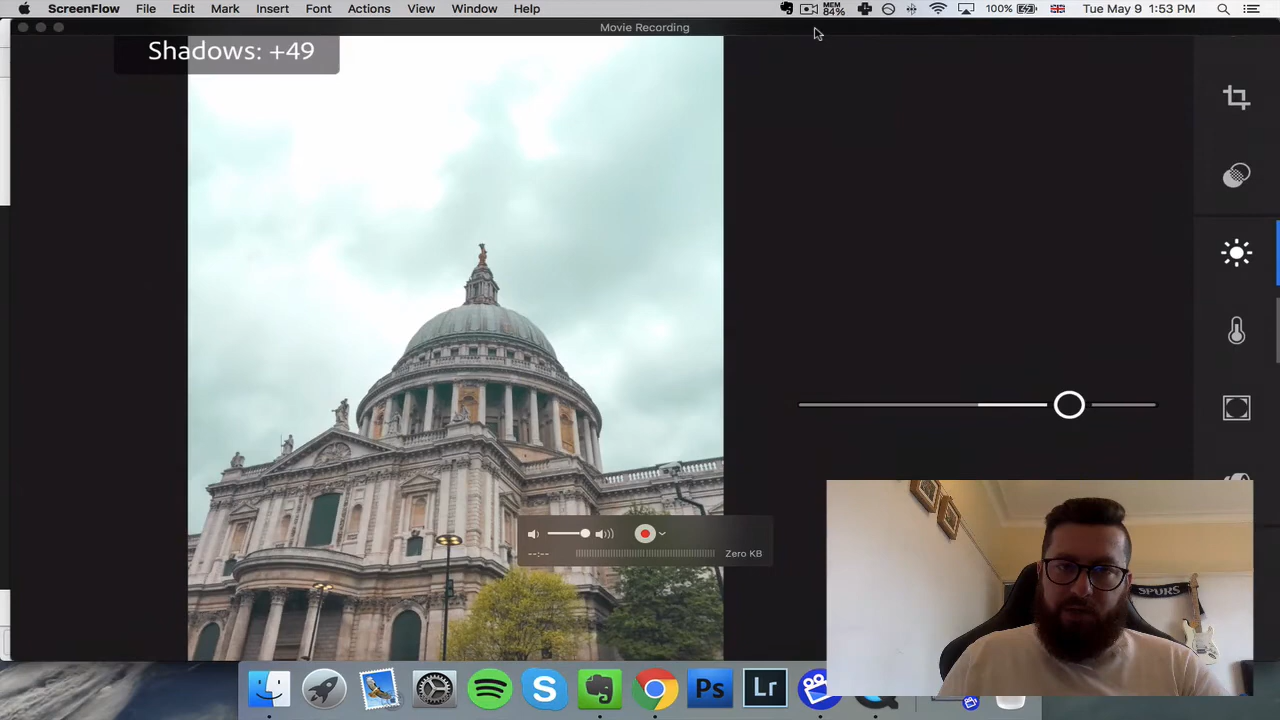 ScreenFlow File Edit Mark Insert Font Actions View Window Help MEM 84% 100% Tue May 9 1:53 PM
Movie Recording
Shadows: +49
--:-- Zero KB
SPURS
Ps Lr